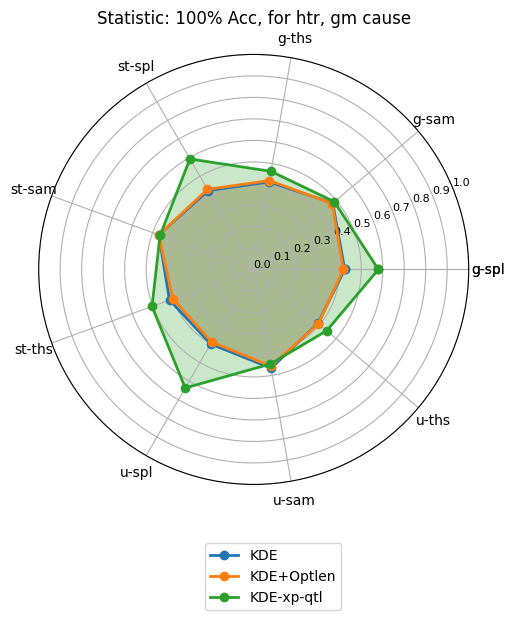 Statistic: 100% Acc, for htr, gm cause
g-ths
st-spl
g-sam
st-sam
0.0
0.1
0.2
0.3
0.4
0.5
0.6
0.7
0.8
0.9
1.0
g-spl
st-ths
u-ths
u-spl
u-sam
KDE
KDE+Optlen
KDE-xp-qtl